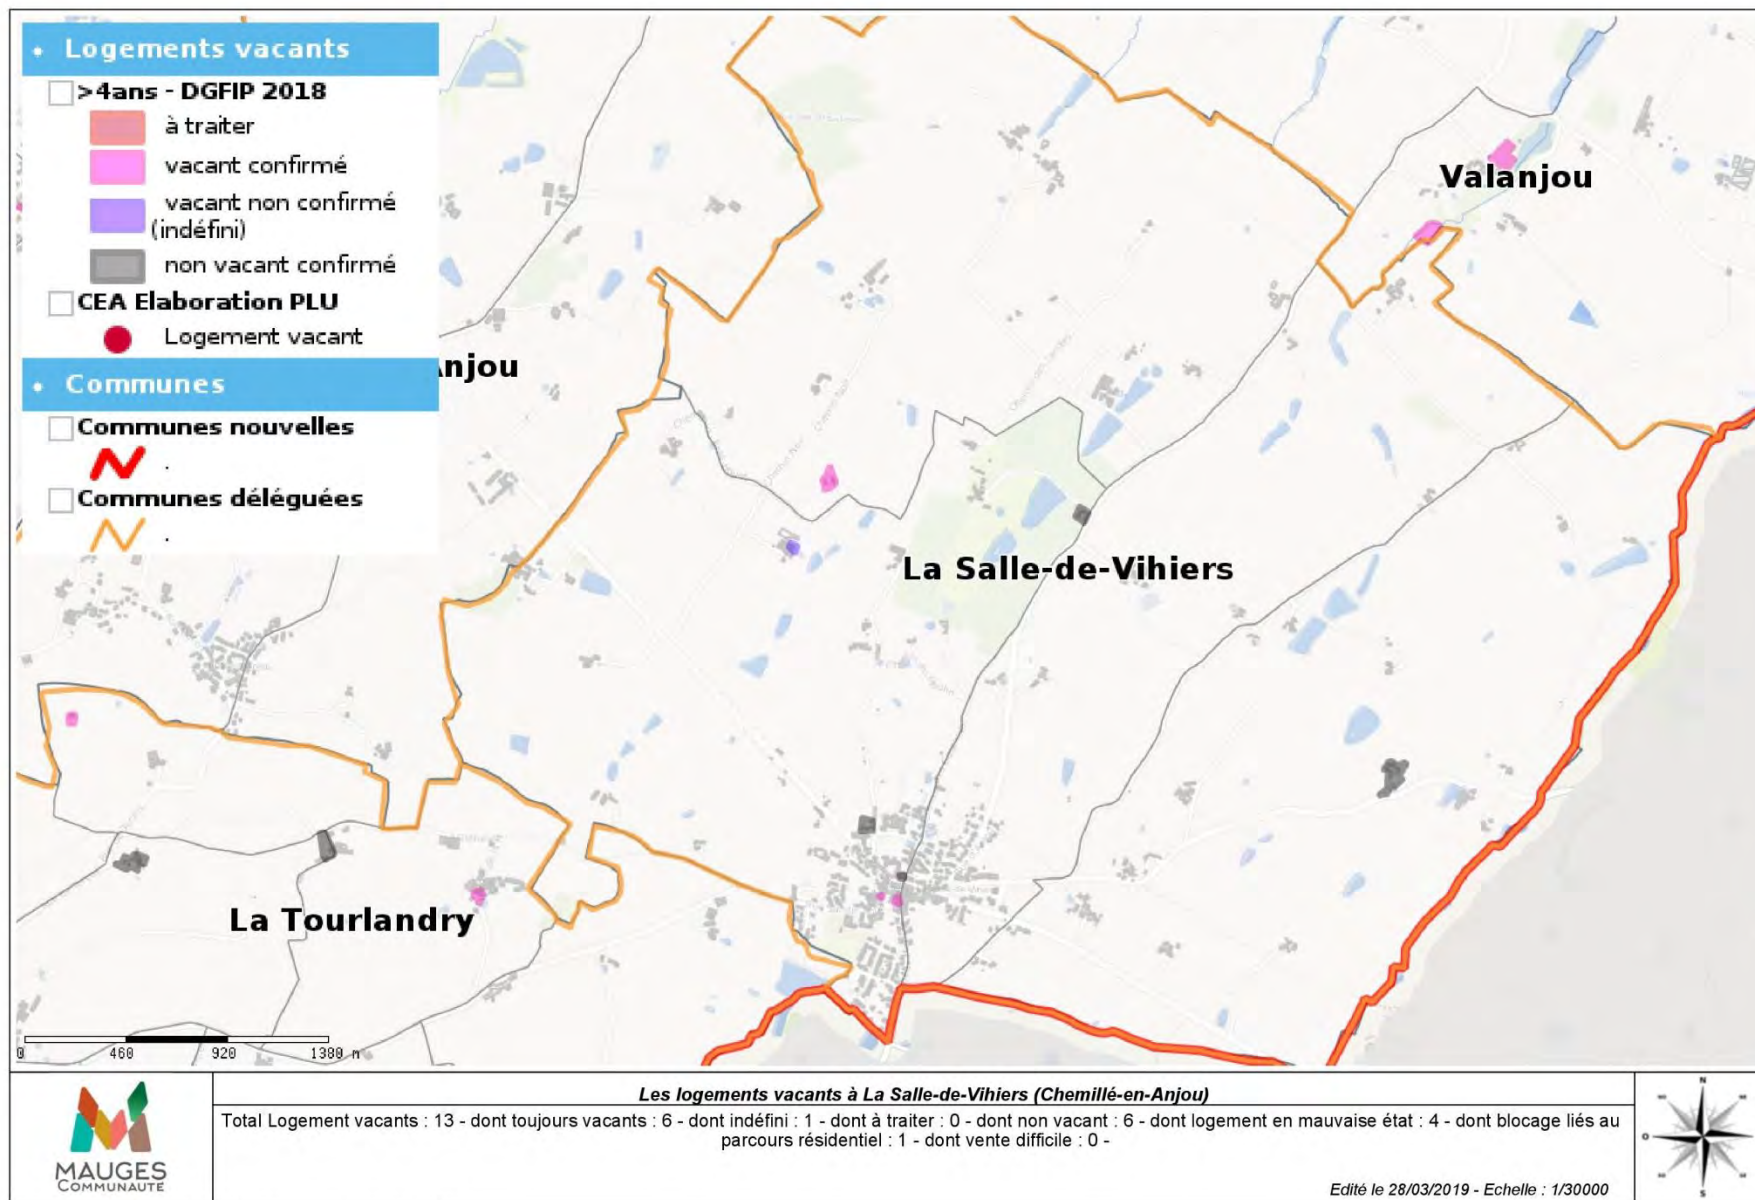 • Logements vacants
>4ans - DGFIP 2018
à traiter
vacant confirmé
vacant non confirmé
(indéfini)
non vacant confirmé
CEA Elaboration PLU
Logement vacant
• Communes
Communes nouvelles
.
Communes déléguées
.
Valanjou
Anjou
La Salle-de-Vihiers
La Tourlandry
0 460 920 1380 m
MAUGES
COMMUNAUTÉ
Les logements vacants à La Salle-de-Vihiers (Chemillé-en-Anjou)
Total Logement vacants : 13 - dont toujours vacants : 6 - dont indéfini : 1 - dont à traiter : 0 - dont non vacant : 6 - dont logement en mauvaise état : 4 - dont blocage liés au
parcours résidentiel : 1 - dont vente difficile : 0 -
Edité le 28/03/2019 - Echelle : 1/30000
N
O
E
S